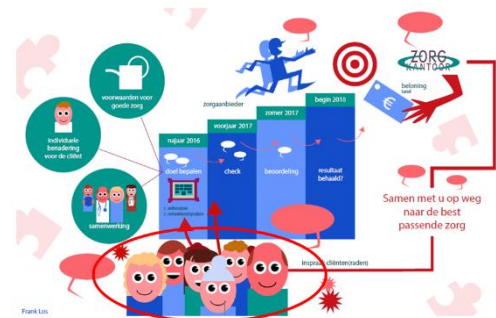 voorwaarden voor
goede zorg
individuele
benadering
voor de cliënt
samenwerking
zorgaanbieder
najaar 2016
doel bepalen
voorjaar 2017
check
zomer 2017
beoordeling
begin 2018
resultaat
behaald?
ZORG
KANTOOR
beloning
tarief
€
Samen met u op weg
naar de best
passende zorg
inspraak cliënten(raden)
Frank Los